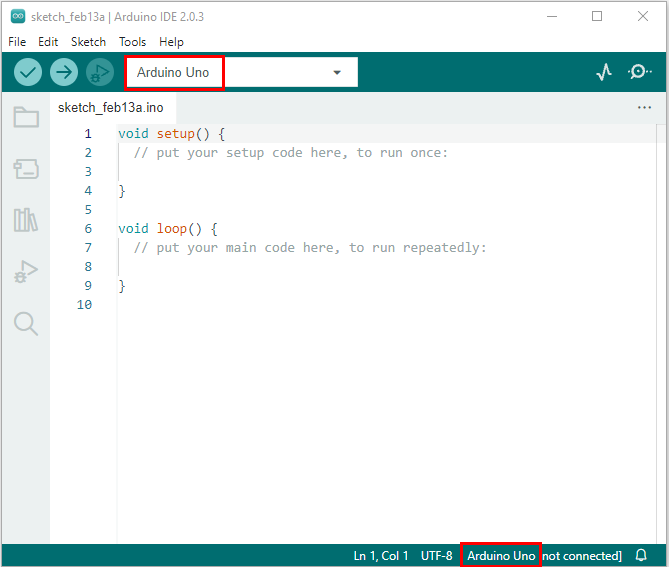 sketch_feb13a | Arduino IDE 2.0.3
File Edit Sketch Tools Help
Arduino Uno
sketch_feb13a.ino
1 void setup() {
2 // put your setup code here, to run once:
3
4 }
5
6 void loop() {
7 // put your main code here, to run repeatedly:
8
9 }
10
Ln 1, Col 1 UTF-8 Arduino Uno not connected]